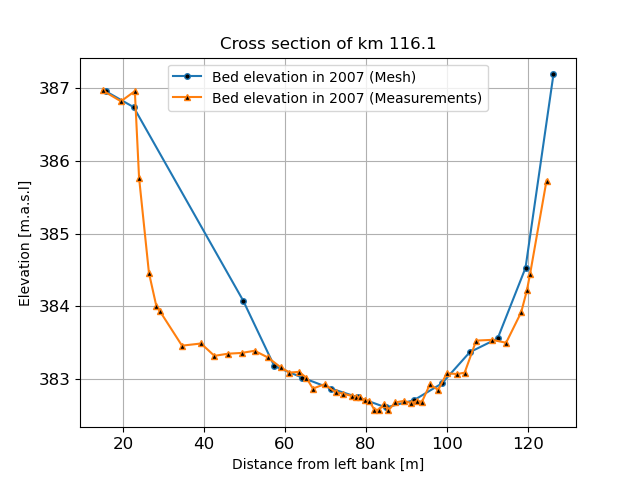 Cross section of km 116.1
Bed elevation in 2007 (Mesh)
Bed elevation in 2007 (Measurements)
Elevation [m.a.s.l]
387
386
385
384
383
20 40 60 80 100 120
Distance from left bank [m]